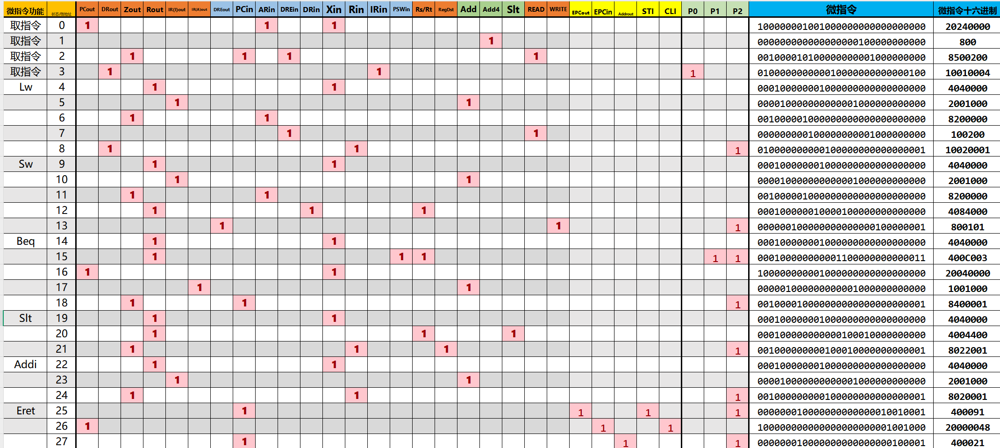 微指令功能 状态/微地址 PCout DRout Zout Rout IR(I)out IR(A)out DREout PCin ARin DREin DRin Xin Rin IRin PSWin Rs/Rt RegDst Add Add4 Slt READ WRITE EPCout EPCin Addrout STI CLI P0 P1 P2 微指令 微指令十六进制
取指令 0 1 1 1 100000001001000000000000000000 20240000
取指令 1 1 000000000000000000100000000000 800
取指令 2 1 1 1 1 001000010100000000001000000000 8500200
取指令 3 1 1 1 010000000000010000000000000100 10010004
Lw 4 1 1 000100000001000000000000000000 4040000
5 1 1 000010000000000001000000000000 2001000
6 1 1 001000001000000000000000000000 8200000
7 1 1 000000000100000000001000000000 100200
8 1 1 1 010000000000100000000000000001 10020001
Sw 9 1 1 000100000001000000000000000000 4040000
10 1 1 000010000000000001000000000000 2001000
11 1 1 001000001000000000000000000000 8200000
12 1 1 1 000100000010000100000000000000 4084000
13 1 1 1 000000100000000000000100000001 800101
Beq 14 1 1 000100000001000000000000000000 4040000
15 1 1 1 1 1 000100000000001100000000000011 400C003
16 1 1 100000000001000000000000000000 20040000
17 1 1 000001000000000001000000000000 1001000
18 1 1 1 001000010000000000000000000001 8400001
Slt 19 1 1 000100000001000000000000000000 4040000
20 1 1 1 000100000000000100010000000000 4004400
21 1 1 1 1 001000000000100010000000000001 8022001
Addi 22 1 1 000100000001000000000000000000 4040000
23 1 1 000010000000000001000000000000 2001000
24 1 1 1 001000000000100000000000000001 8020001
Eret 25 1 1 1 1 000000010000000000000010010001 400091
26 1 1 1 100000000000000000000001001000 20000048
27 1 1 1 000000010000000000000000100001 400021